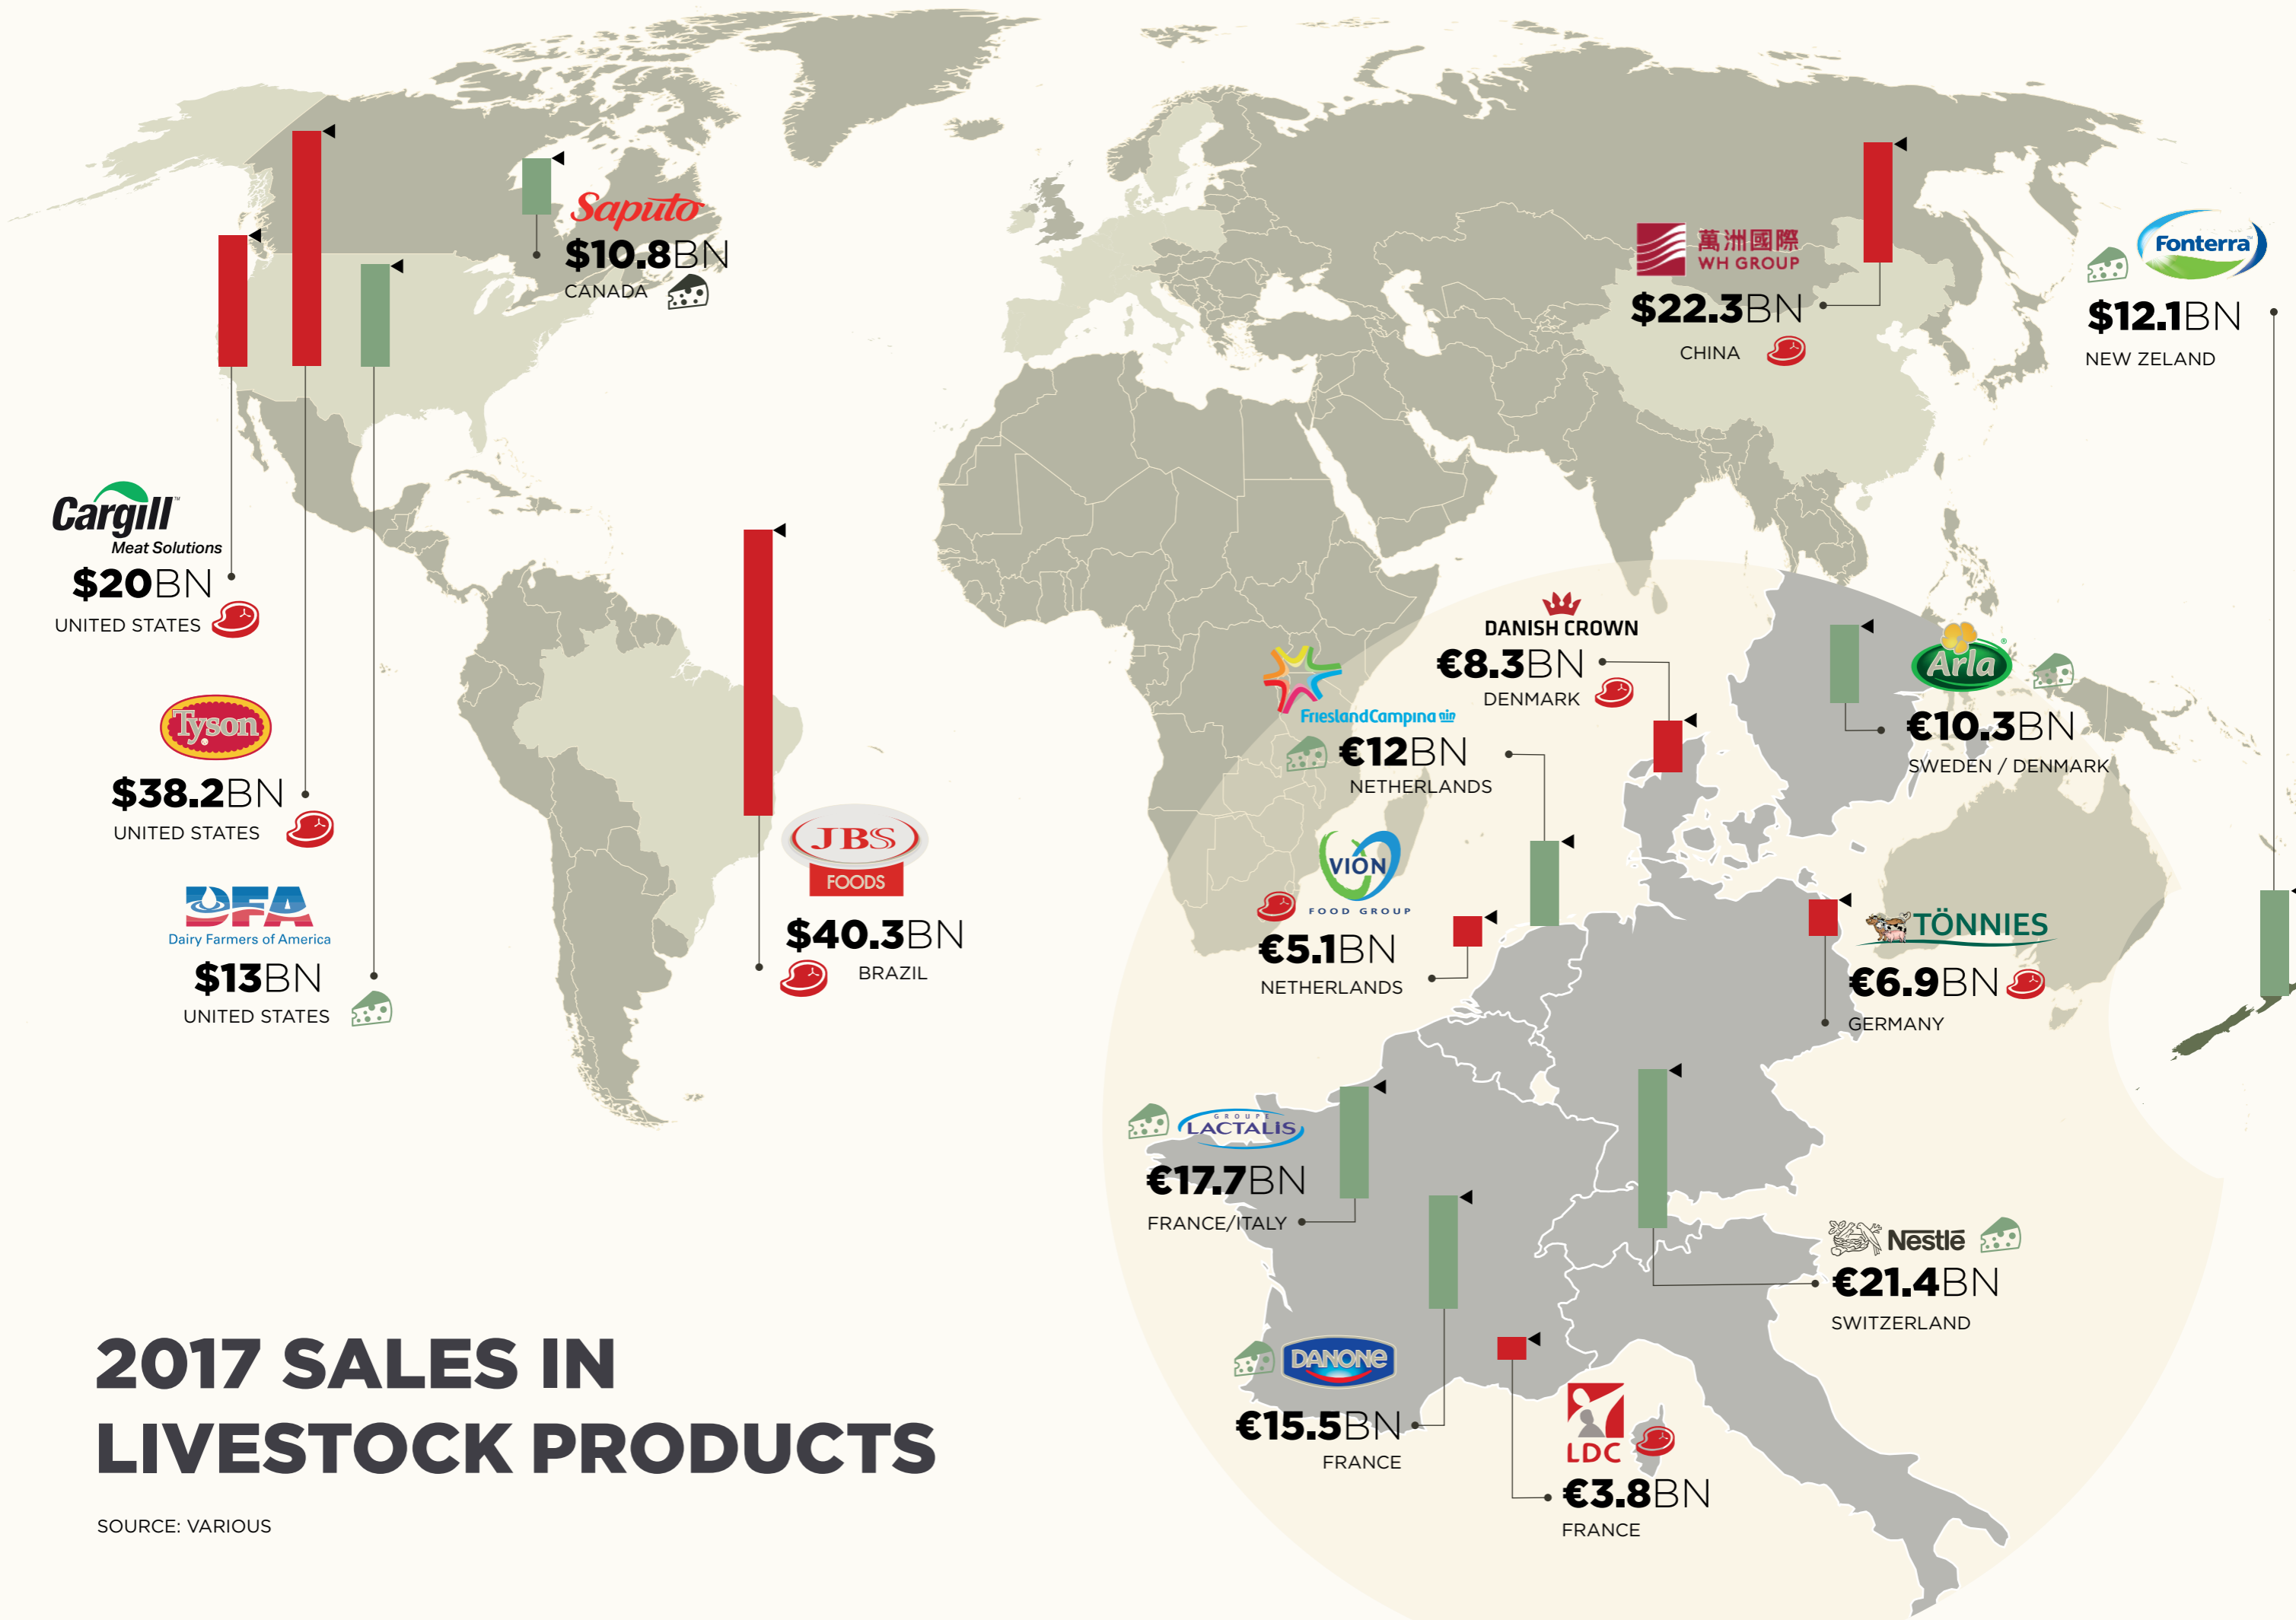 Saputo
$10.8BN
CANADA
萬洲國際
WH GROUP
$22.3BN
CHINA
Fonterra
$12.1BN
NEW ZELAND
Cargill™
Meat Solutions
$20BN
UNITED STATES
Tyson
$38.2BN
UNITED STATES
DFA
Dairy Farmers of America
$13BN
UNITED STATES
JBS
FOODS
$40.3BN
BRAZIL
DANISH CROWN
€8.3BN
DENMARK
FrieslandCampina
€12BN
NETHERLANDS
Arla®
€10.3BN
SWEDEN / DENMARK
VION
FOOD GROUP
€5.1BN
NETHERLANDS
TÖNNIES
€6.9BN
GERMANY
GROUPE
LACTALIS
€17.7BN
FRANCE/ITALY
Nestlé
€21.4BN
SWITZERLAND
DANONE
€15.5BN
FRANCE
LDC
€3.8BN
FRANCE
2017 SALES IN
LIVESTOCK PRODUCTS
SOURCE: VARIOUS